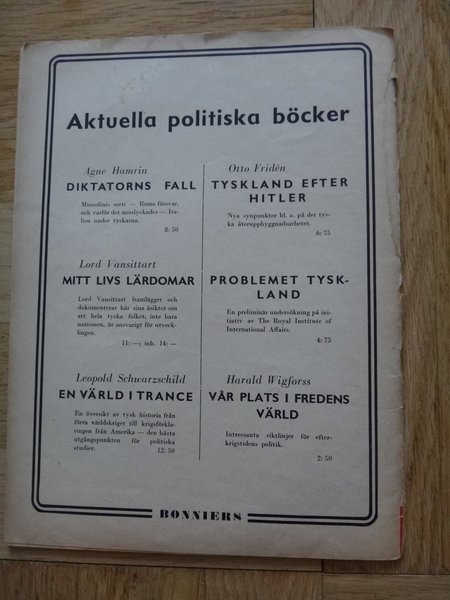 Aktuella politiska böcker
Agne Hamrin
DIKTATORNS FALL
Mussolinis sorti — Roms försvar,
och varför det misslyckades — Ita-
lien under tyskarna.
8: 50
Otto Fridén
TYSKLAND EFTER
HITLER
Nya synpunkter bl. a. på det tys-
ka återuppbyggnadsarbetet.
6: 75
Lord Vansittart
MITT LIVS LÄRDOMAR
Lord Vansittart framlägger och
dokumenterar här sina åsikter om
att hela tyska folket, inte bara
nazismen, är ansvarigt för utveck-
lingen.
11: —; inb. 14: —
PROBLEMET TYSK-
LAND
En preliminär undersökning på ini-
tiativ av The Royal Institute of
International Affairs.
4: 75
Leopold Schwarzschild
EN VÄRLD I TRANCE
En översikt av tysk historia från
förra världskriget till krigsförkla-
ringen från Amerika — den bästa
utgångspunkten för politiska
studier.
12: 50
Harald Wigforss
VÅR PLATS I FREDENS
VÄRLD
Intressanta riktlinjer för efter-
krigstidens politik.
2: 50
BONNIERS